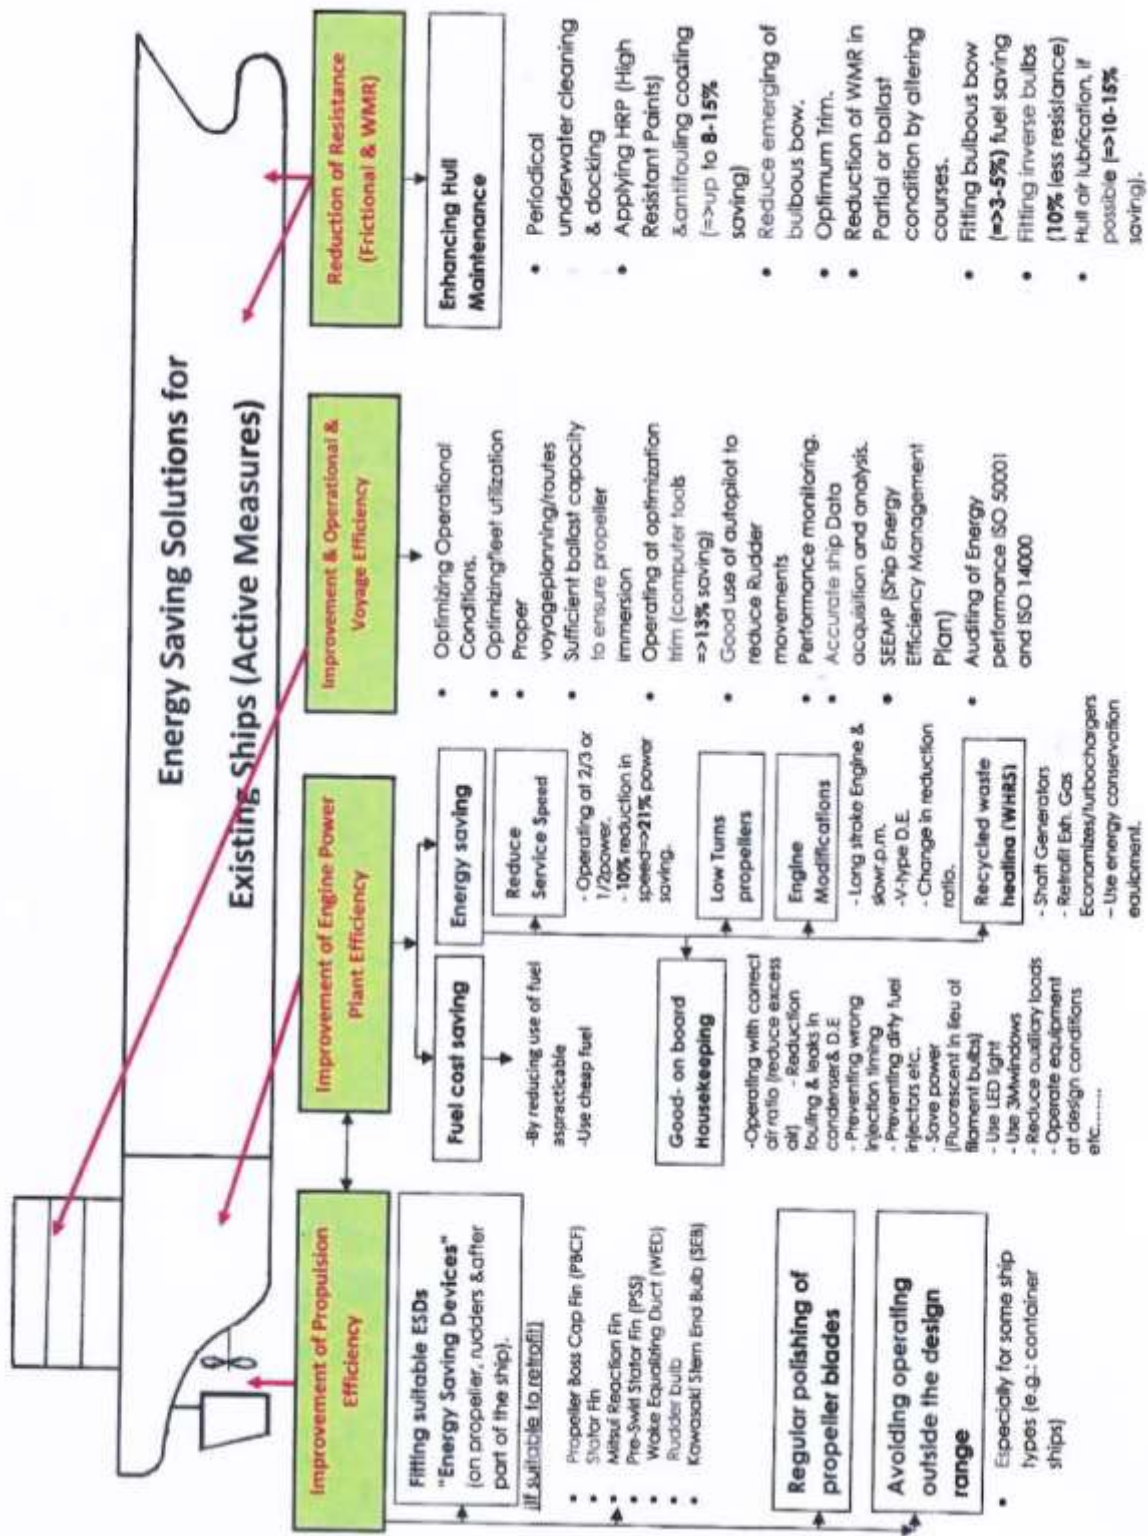 Energy Saving Solutions for
Existing Ships (Active Measures)
Improvement of Propulsion
Efficiency
Fitting suitable ESDs
"Energy Saving Devices"
(on propeller, rudders &after
part of the ship).
(If suitable to retrofit)
• Propeller Boss Cap Fin (PBCF)
• Stator Fin
• Mitsui Reaction Fin
• Pre-Swirl Stator Fin (PSS)
• Wake Equalizing Duct (WED)
• Rudder bulb
• Kawasaki Stern End Bulb (SEB)
Regular polishing of
propeller blades
Avoiding operating
outside the design
range
• Especially for some ship
types (e.g.: container
ships)
Improvement of Engine Power
Plant Efficiency
Fuel cost saving
-By reducing use of fuel
aspracticable
-Use cheap fuel
Energy saving
Reduce
Service Speed
- Operating at 2/3 or
1/2power.
- 10% reduction in
speed=>21% power
saving.
Good- on board
Housekeeping
-Operating with correct
air ratio (reduce excess
air) - Reduction
fouling & leaks in
condenser& D.E
- Preventing wrong
injection timing
- Preventing dirty fuel
injectors etc.
- Save power
(Fluorescent in lieu of
filament bulbs)
- Use LED light
- Use 3Mwindows
- Reduce auxiliary loads
- Operate equipment
at design conditions
etc.......
Low Turns
propellers
Engine
Modifications
- Long stroke Engine &
slowr.p.m.
-V-type D.E.
- Change in reduction
ratio.
Recycled waste
heating (WHRS)
- Shaft Generators
- Retrofit Exh. Gas
Economizes/turbochargers
– Use energy conservation
equipment.
Improvement & Operational &
Voyage Efficiency
• Optimizing Operational
Conditions.
• Optimizingfleet utilization
• Proper
voyageplanning/routes
Sufficient ballast capacity
to ensure propeller
immersion
• Operating at optimization
trim (computer tools
=>13% saving)
• Good use of autopilot to
reduce Rudder
movements
• Performance monitoring.
• Accurate ship Data
acquisition and analysis.
• SEEMP (Ship Energy
Efficiency Management
Plan)
• Auditing of Energy
performance ISO 50001
and ISO 14000
Reduction of Resistance
(Frictional & WMR)
Enhancing Hull
Maintenance
• Periodical
underwater cleaning
& docking
• Applying HRP (High
Resistant Paints)
&antifouling coating
(=>up to 8-15%
saving)
• Reduce emerging of
bulbous bow.
• Optimum Trim.
• Reduction of WMR in
Partial or ballast
condition by altering
courses.
• Fitting bulbous bow
(=>3-5%) fuel saving
• Fitting inverse bulbs
(10% less resistance)
• Hull air lubrication, if
possible (=>10-15%
saving).